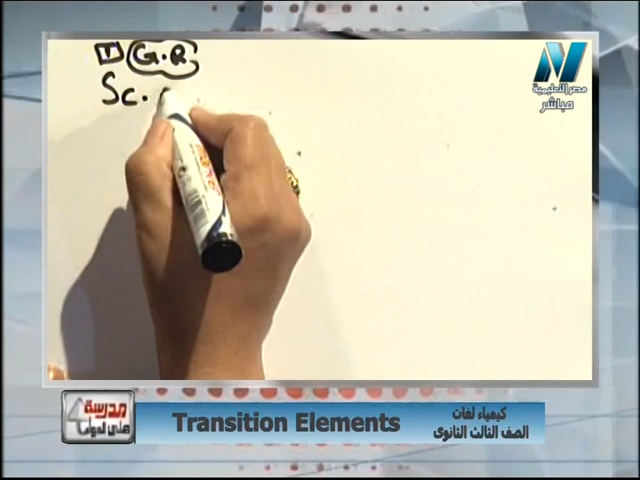 1 G.R
Sc.
مصر التعليمية
مباشر
مدرسة
على الهواء
Transition Elements
كيمياء لغات
الصف الثالث الثانوى